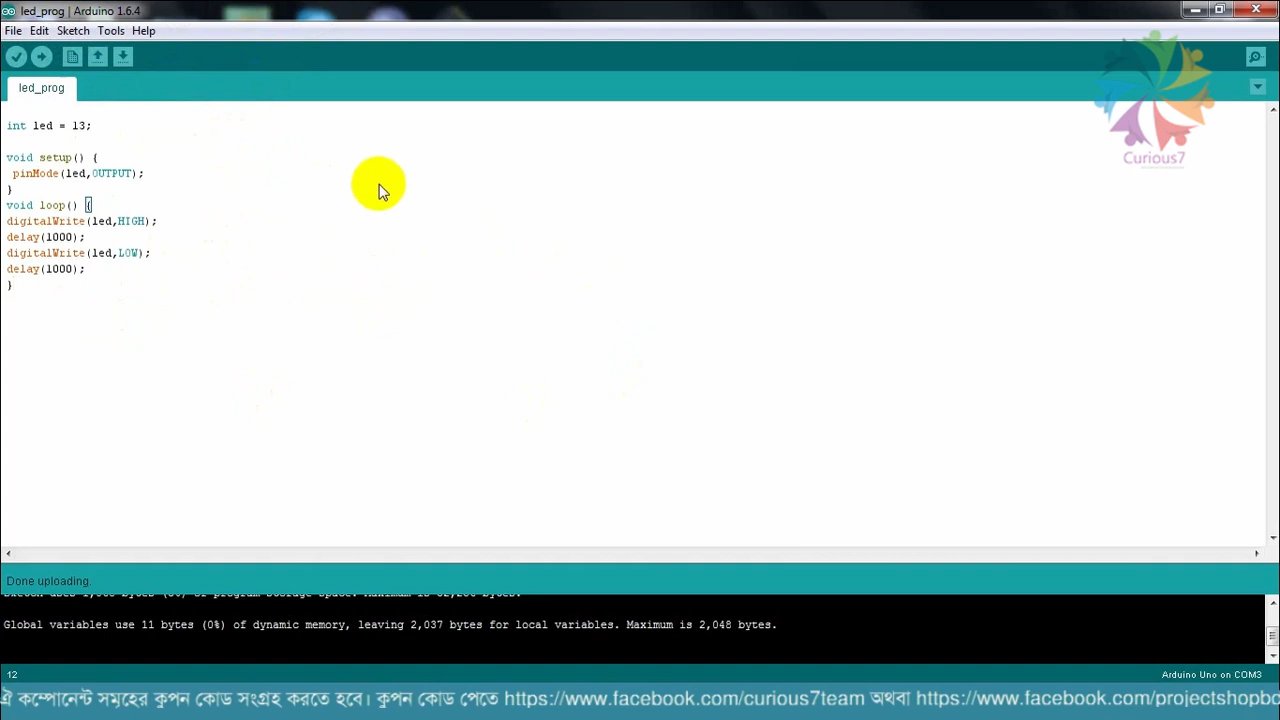 led_prog | Arduino 1.6.4
File Edit Sketch Tools Help
led_prog
Curious7
int led = 13;
void setup() {
pinMode(led,OUTPUT);
}
void loop() {
digitalWrite(led,HIGH);
delay(1000);
digitalWrite(led,LOW);
delay(1000);
}
Done uploading.
Global variables use 11 bytes (0%) of dynamic memory, leaving 2,037 bytes for local variables. Maximum is 2,048 bytes.
12
Arduino Uno on COM3
ঐ কম্পোনেন্ট সমূহের কুপন কোড সংগ্রহ করতে হবে। কুপন কোড পেতে https://www.facebook.com/curious7team অথবা https://www.facebook.com/projectshopbd